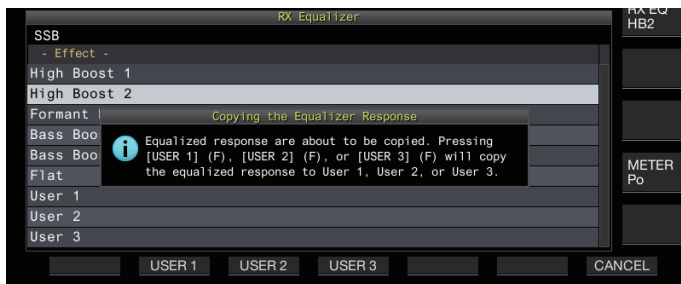 RX Equalizer
RX EQ
HB2
SSB
- Effect -
High Boost 1
High Boost 2
Formant
Copying the Equalizer Response
Bass Boo
Equalized response are about to be copied. Pressing
[USER 1] (F), [USER 2] (F), or [USER 3] (F) will copy
the equalized response to User 1, User 2, or User 3.
Bass Boo
Flat
METER
Po
User 1
User 2
User 3
USER 1 USER 2 USER 3 CANCEL